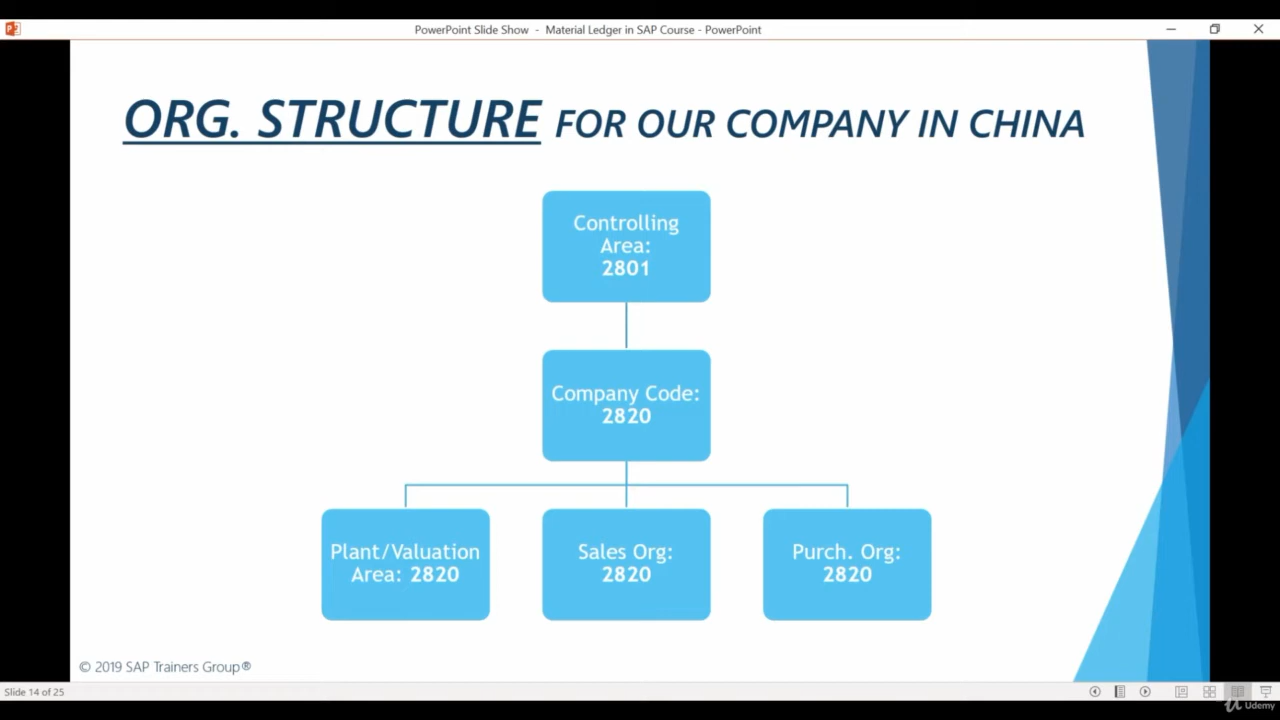 PowerPoint Slide Show - Material Ledger in SAP Course - PowerPoint
ORG. STRUCTURE FOR OUR COMPANY IN CHINA
Controlling
Area:
2801
Company Code:
2820
Plant/Valuation
Area: 2820
Sales Org:
2820
Purch. Org:
2820
© 2019 SAP Trainers Group®
Slide 14 of 25
Udemy